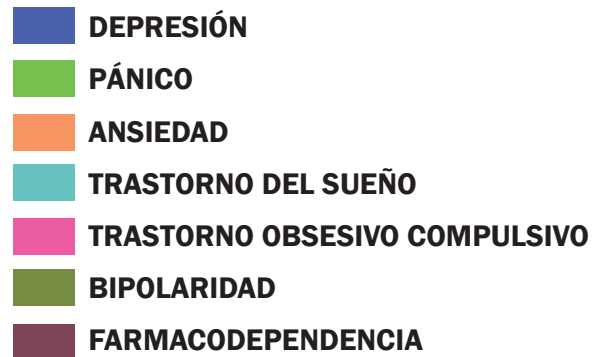 DEPRESIÓN
PÁNICO
ANSIEDAD
TRASTORNO DEL SUEÑO
TRASTORNO OBSESIVO COMPULSIVO
BIPOLARIDAD
FARMACODEPENDENCIA